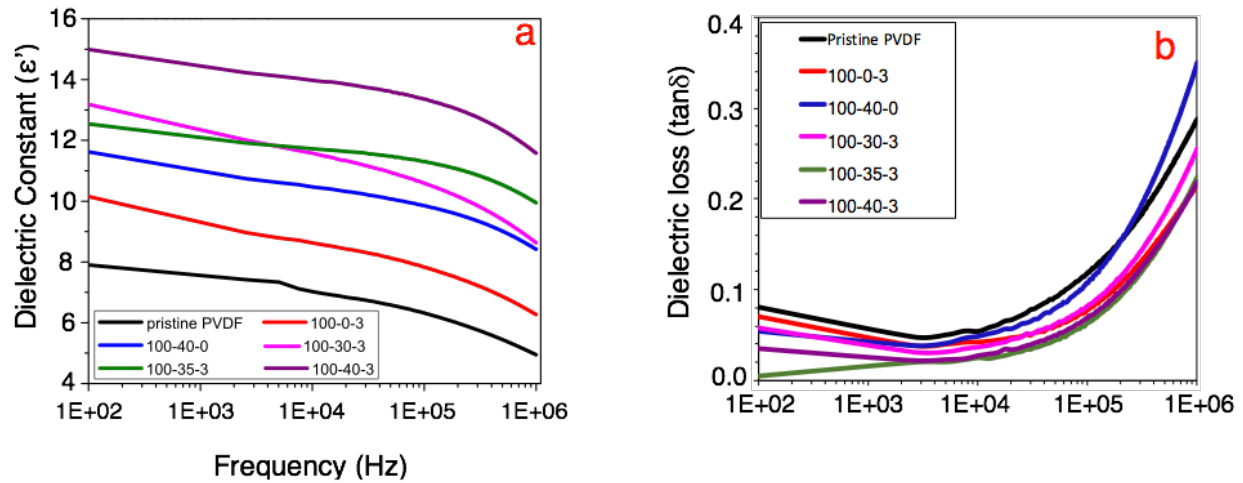 a
16
14
12
10
8
6
4
Dielectric Constant (ε')
pristine PVDF
100-0-3
100-40-0
100-30-3
100-35-3
100-40-3
1E+02
1E+03
1E+04
1E+05
1E+06
Frequency (Hz)
b
0.4
0.3
0.2
0.1
0.0
Dielectric loss (tanδ)
Pristine PVDF
100-0-3
100-40-0
100-30-3
100-35-3
100-40-3
1E+02
1E+03
1E+04
1E+05
1E+06